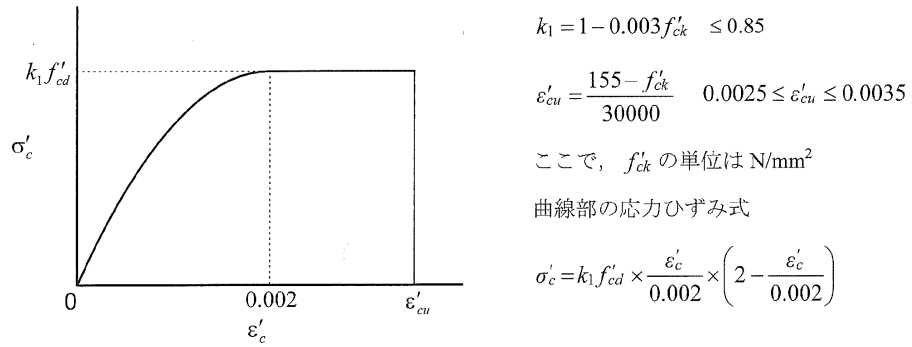 k₁f'cd
σ'c
0
0.002
ε'cu
ε'c
k₁ = 1 − 0.003f'ck ≤ 0.85
ε'cu = (155 − f'ck) / 30000 0.0025 ≤ ε'cu ≤ 0.0035
ここで, f'ck の単位は N/mm²
曲線部の応力ひずみ式
σ'c = k₁f'cd × ε'c / 0.002 × (2 − ε'c / 0.002)